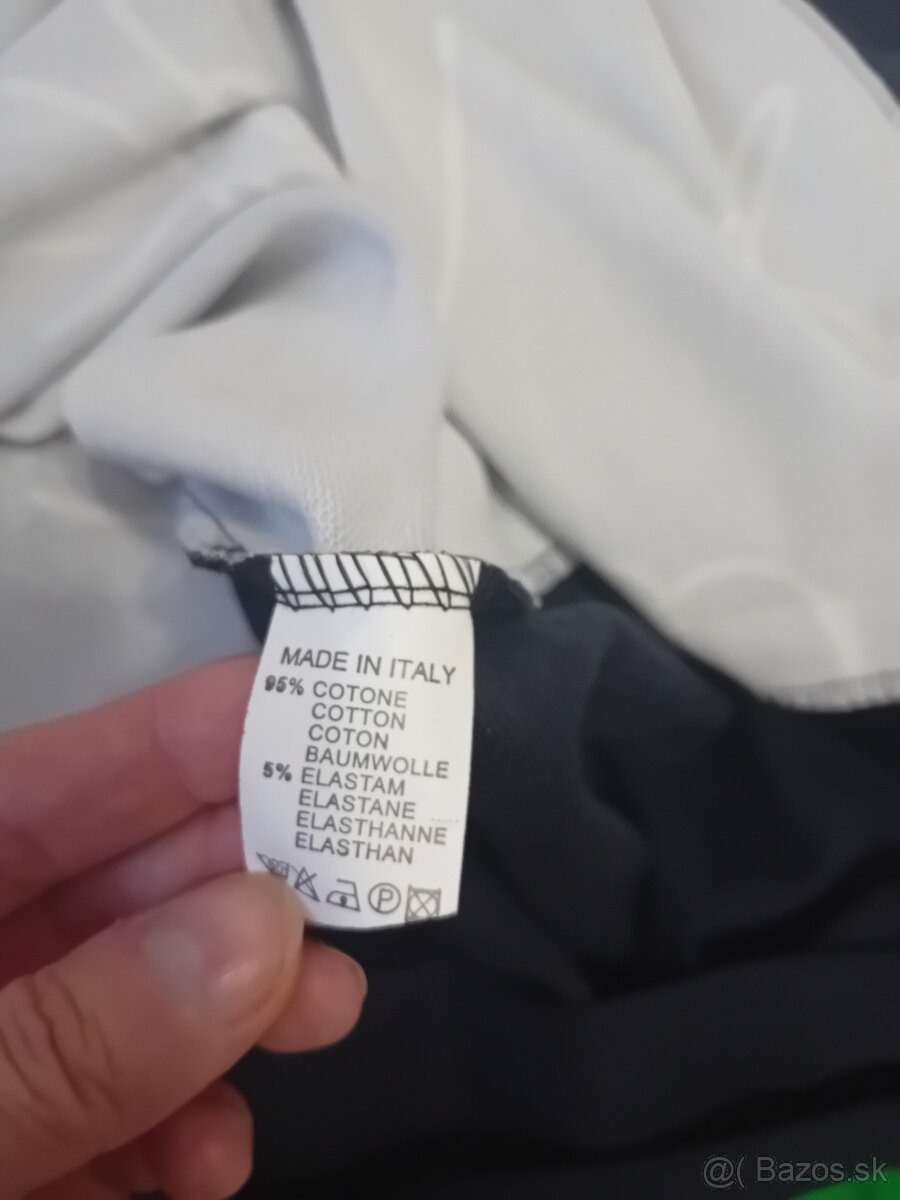 MADE IN ITALY
95% COTONE
COTTON
COTON
BAUMWOLLE
5% ELASTAM
ELASTANE
ELASTHANNE
ELASTHAN
P
@( Bazos.sk